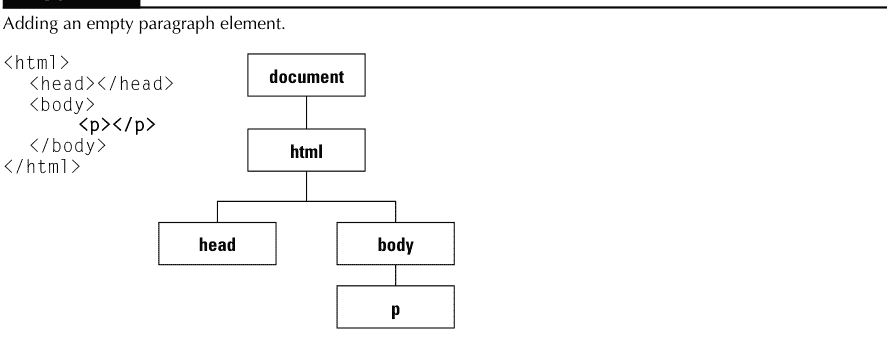 Adding an empty paragraph element.
<html>
<head></head>
<body>
<p></p>
</body>
</html>
document
html
head
body
p